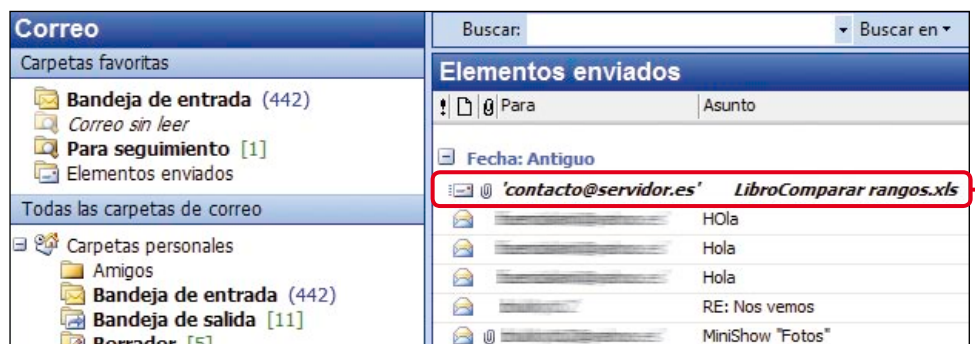 Correo
Carpetas favoritas
Bandeja de entrada (442)
Correo sin leer
Para seguimiento [1]
Elementos enviados
Todas las carpetas de correo
Carpetas personales
Amigos
Bandeja de entrada (442)
Bandeja de salida [11]
Borrador [5]
Buscar: Buscar en
Elementos enviados
Para Asunto
Fecha: Antiguo
'contacto@servidor.es' LibroComparar rangos.xls
HOla
Hola
Hola
RE: Nos vemos
MiniShow "Fotos"